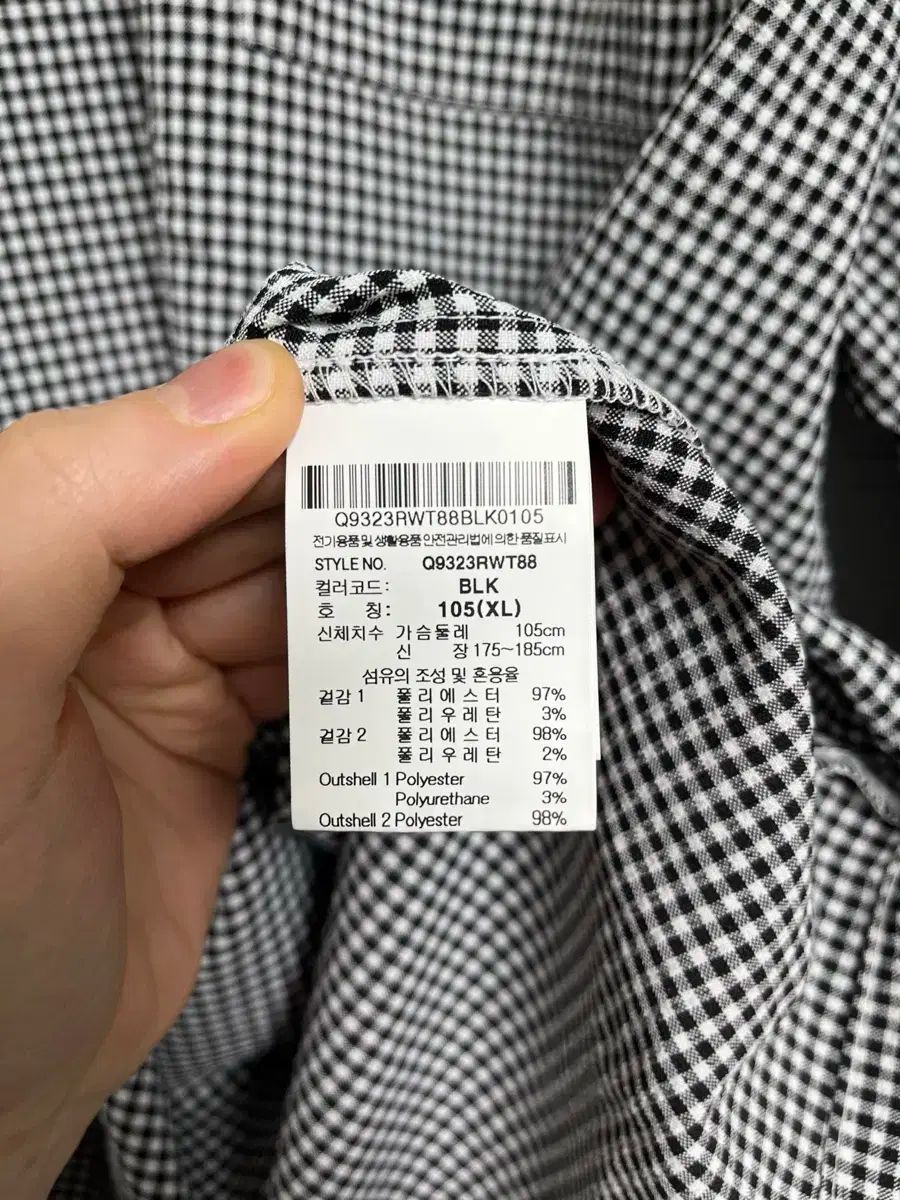 Q9323RWT88BLK0105
전기용품 및 생활용품 안전관리법에 의한 품질표시
STYLE NO. Q9323RWT88
컬러코드: BLK
호 칭: 105(XL)
신체치수 가슴둘레 105cm
신 장 175~185cm
섬유의 조성 및 혼용율
겉감 1 폴리에스터 97%
폴리우레탄 3%
겉감 2 폴리에스터 98%
폴리우레탄 2%
Outshell 1 Polyester 97%
Polyurethane 3%
Outshell 2 Polyester 98%